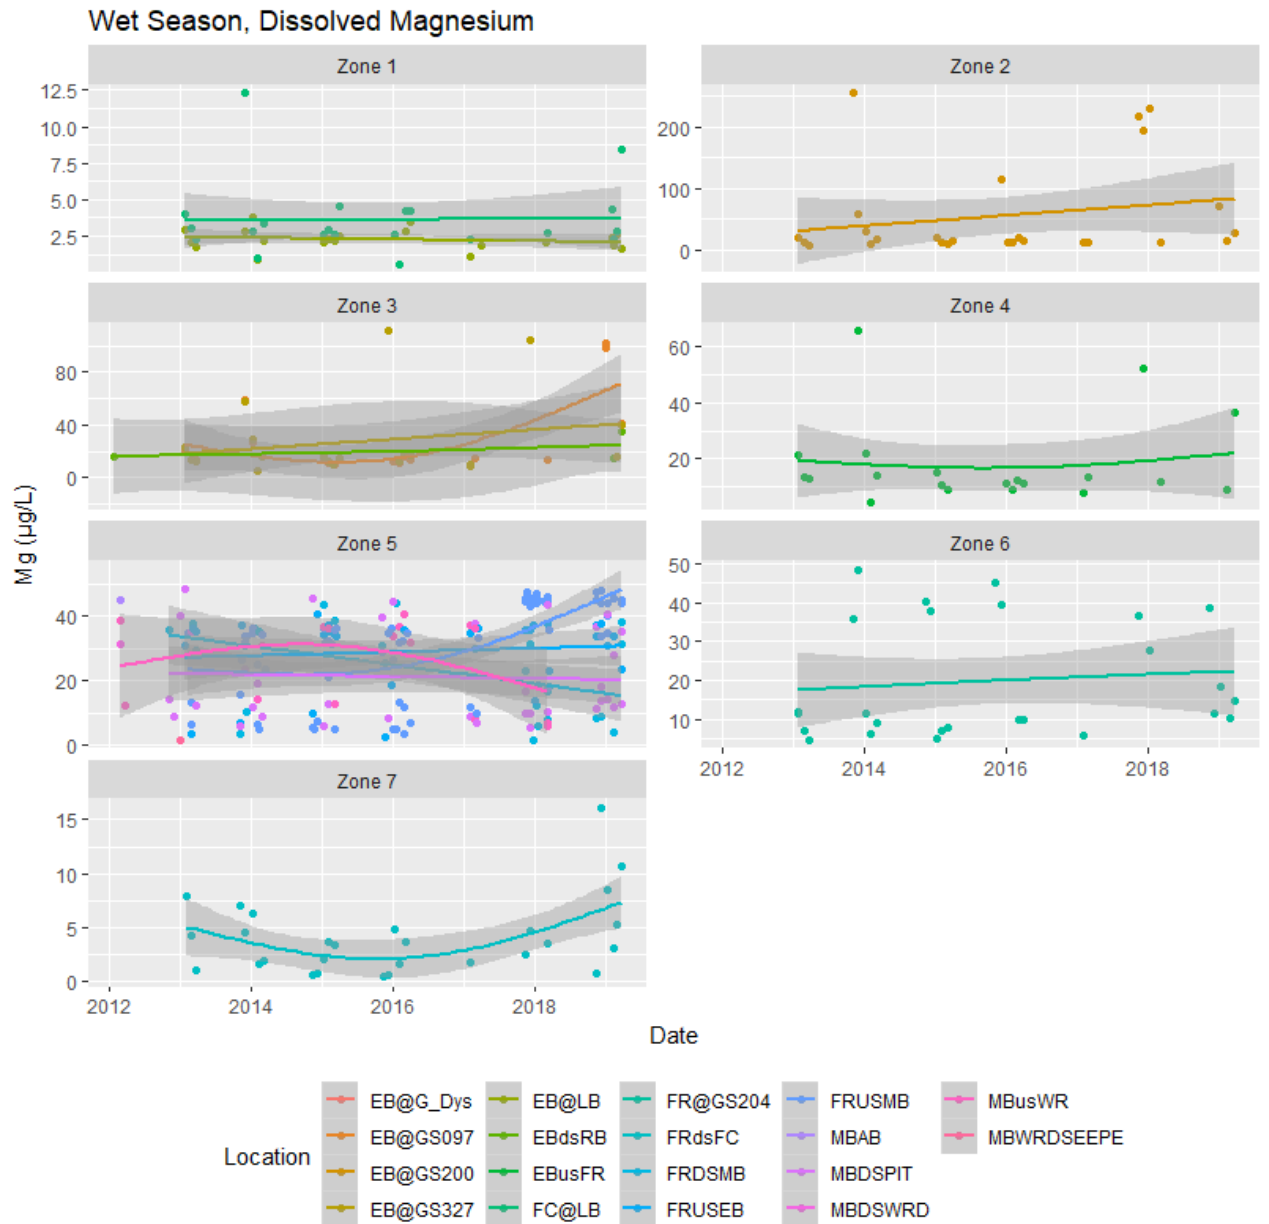 Wet Season, Dissolved Magnesium
Zone 1
12.5
10.0
7.5
5.0
2.5
Zone 2
200
100
0
Zone 3
80
40
0
Zone 4
60
40
20
Mg (µg/L)
Zone 5
40
20
0
Zone 6
50
40
30
20
10
2012 2014 2016 2018
Zone 7
15
10
5
0
2012 2014 2016 2018
Date
Location
EB@G_Dys EB@LB FR@GS204 FRUSMB MBusWR
EB@GS097 EBdsRB FRdsFC MBAB MBWRDSEEPE
EB@GS200 EBusFR FRDSMB MBDSPIT
EB@GS327 FC@LB FRUSEB MBDSWRD